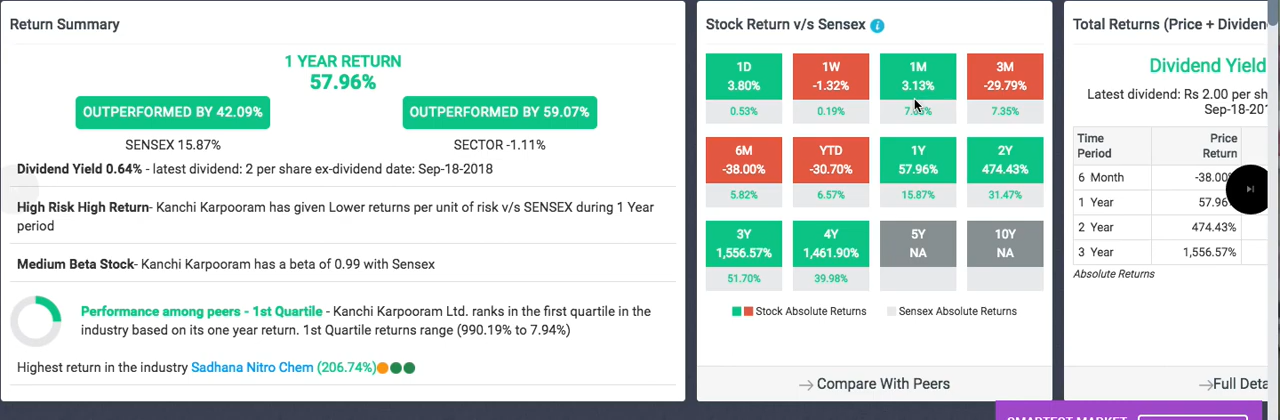 Return Summary
1 YEAR RETURN
57.96%
OUTPERFORMED BY 42.09%
OUTPERFORMED BY 59.07%
SENSEX 15.87%
SECTOR -1.11%
Dividend Yield 0.64% - latest dividend: 2 per share ex-dividend date: Sep-18-2018
High Risk High Return- Kanchi Karpooram has given Lower returns per unit of risk v/s SENSEX during 1 Year
period
Medium Beta Stock- Kanchi Karpooram has a beta of 0.99 with Sensex
Performance among peers - 1st Quartile - Kanchi Karpooram Ltd. ranks in the first quartile in the
industry based on its one year return. 1st Quartile returns range (990.19% to 7.94%)
Highest return in the industry Sadhana Nitro Chem (206.74%)
Stock Return v/s Sensex
1D 1W 1M 3M
3.80% -1.32% 3.13% -29.79%
0.53% 0.19% 7.35%
6M YTD 1Y 2Y
-38.00% -30.70% 57.96% 474.43%
5.82% 6.57% 15.87% 31.47%
3Y 4Y 5Y 10Y
1,556.57% 1,461.90% NA NA
51.70% 39.98%
Stock Absolute Returns Sensex Absolute Returns
Compare With Peers
Total Returns (Price + Dividen
Dividend Yield
Latest dividend: Rs 2.00 per sh
Sep-18-201
Time Price
Period Return
6 Month -38.00
1 Year 57.96
2 Year 474.43%
3 Year 1,556.57%
Absolute Returns
Full Deta